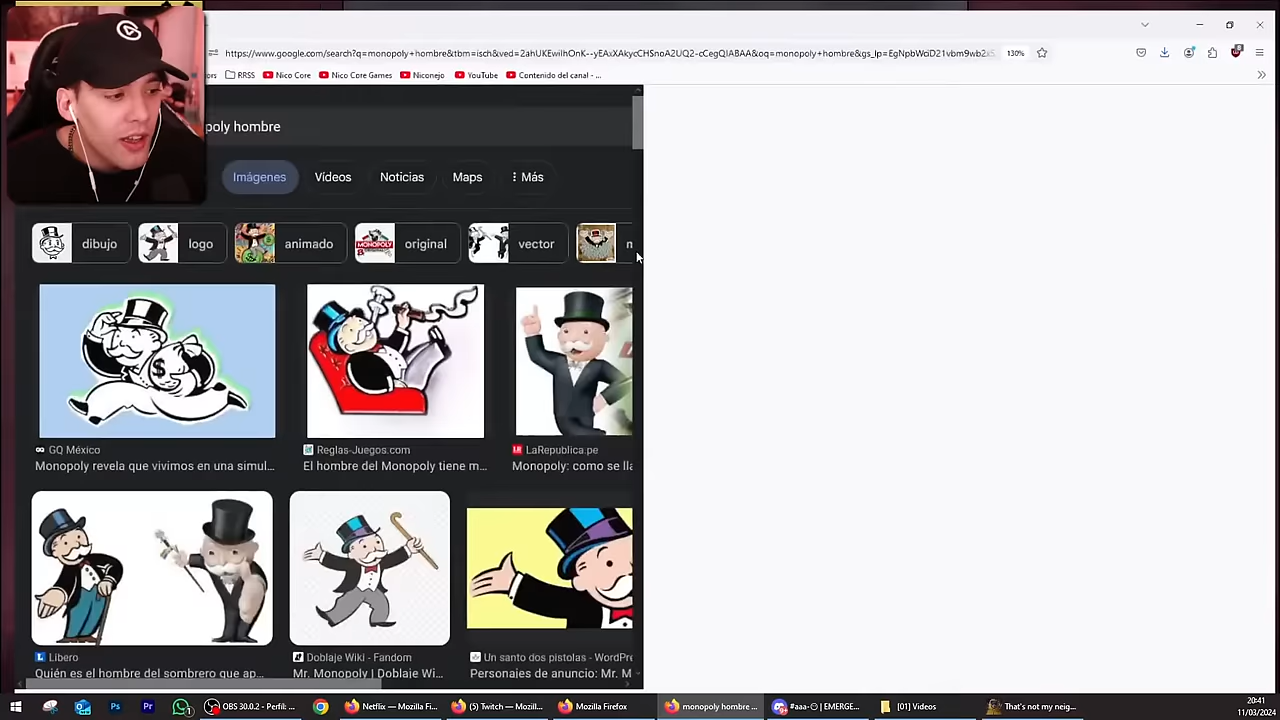 https://www.google.com/search?q=monopoly+hombre&tbm=isch&ved=2ahUKEwiIhOnK--yEAxXAkycCHSnoA2UQ2-cCegQIABAA&oq=monopoly+hombre&gs_lp=EgNpbWciD21vbm9wb2x5
130%
RRSS
Nico Core
Nico Core Games
Niconejo
YouTube
Contenido del canal - ...
poly hombre
Imágenes
Vídeos
Noticias
Maps
Más
dibujo
logo
animado
MONOPOLY
original
vector
GQ México
Reglas-Juegos.com
LaRepublica.pe
Monopoly revela que vivimos en una simul...
El hombre del Monopoly tiene m...
Monopoly: como se lla
Libero
Doblaje Wiki - Fandom
Un santo dos pistolas - WordPre
Quién es el hombre del sombrero que ap...
Mr. Monopoly | Doblaje Wi...
Personajes de anuncio: Mr. M
OBS 30.0.2 - Perfil: ...
Netflix — Mozilla Fi...
(5) Twitch — Mozill...
Mozilla Firefox
monopoly hombre ...
#aaa- | EMERGE...
[01] Videos
That's not my neig...
20:41
11/03/2024